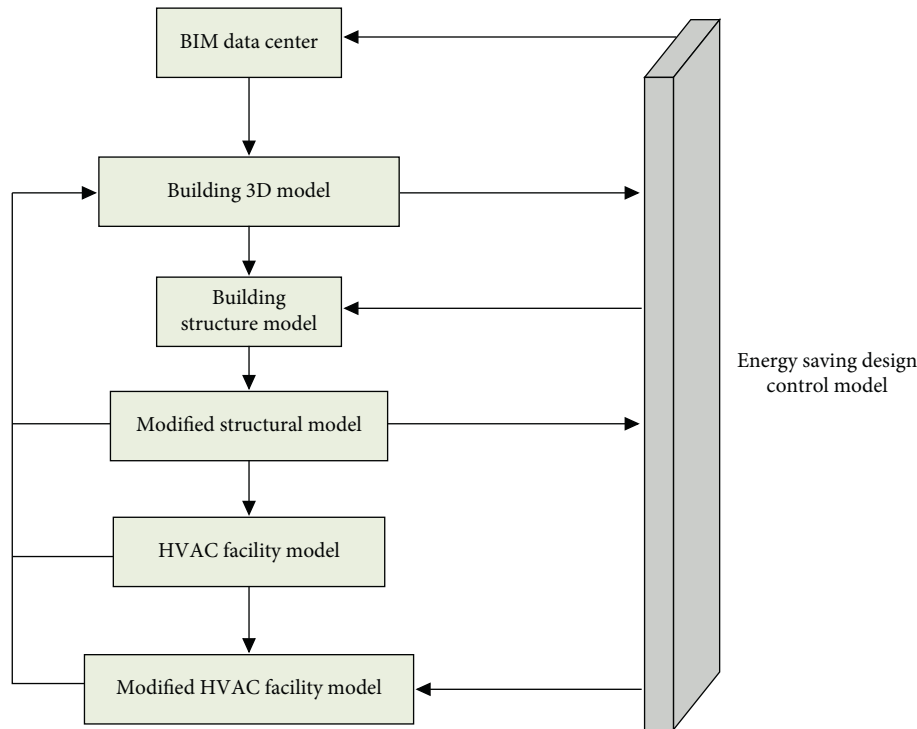 BIM data center
Building 3D model
Building
structure model
Energy saving design
control model
Modified structural model
HVAC facility model
Modified HVAC facility model